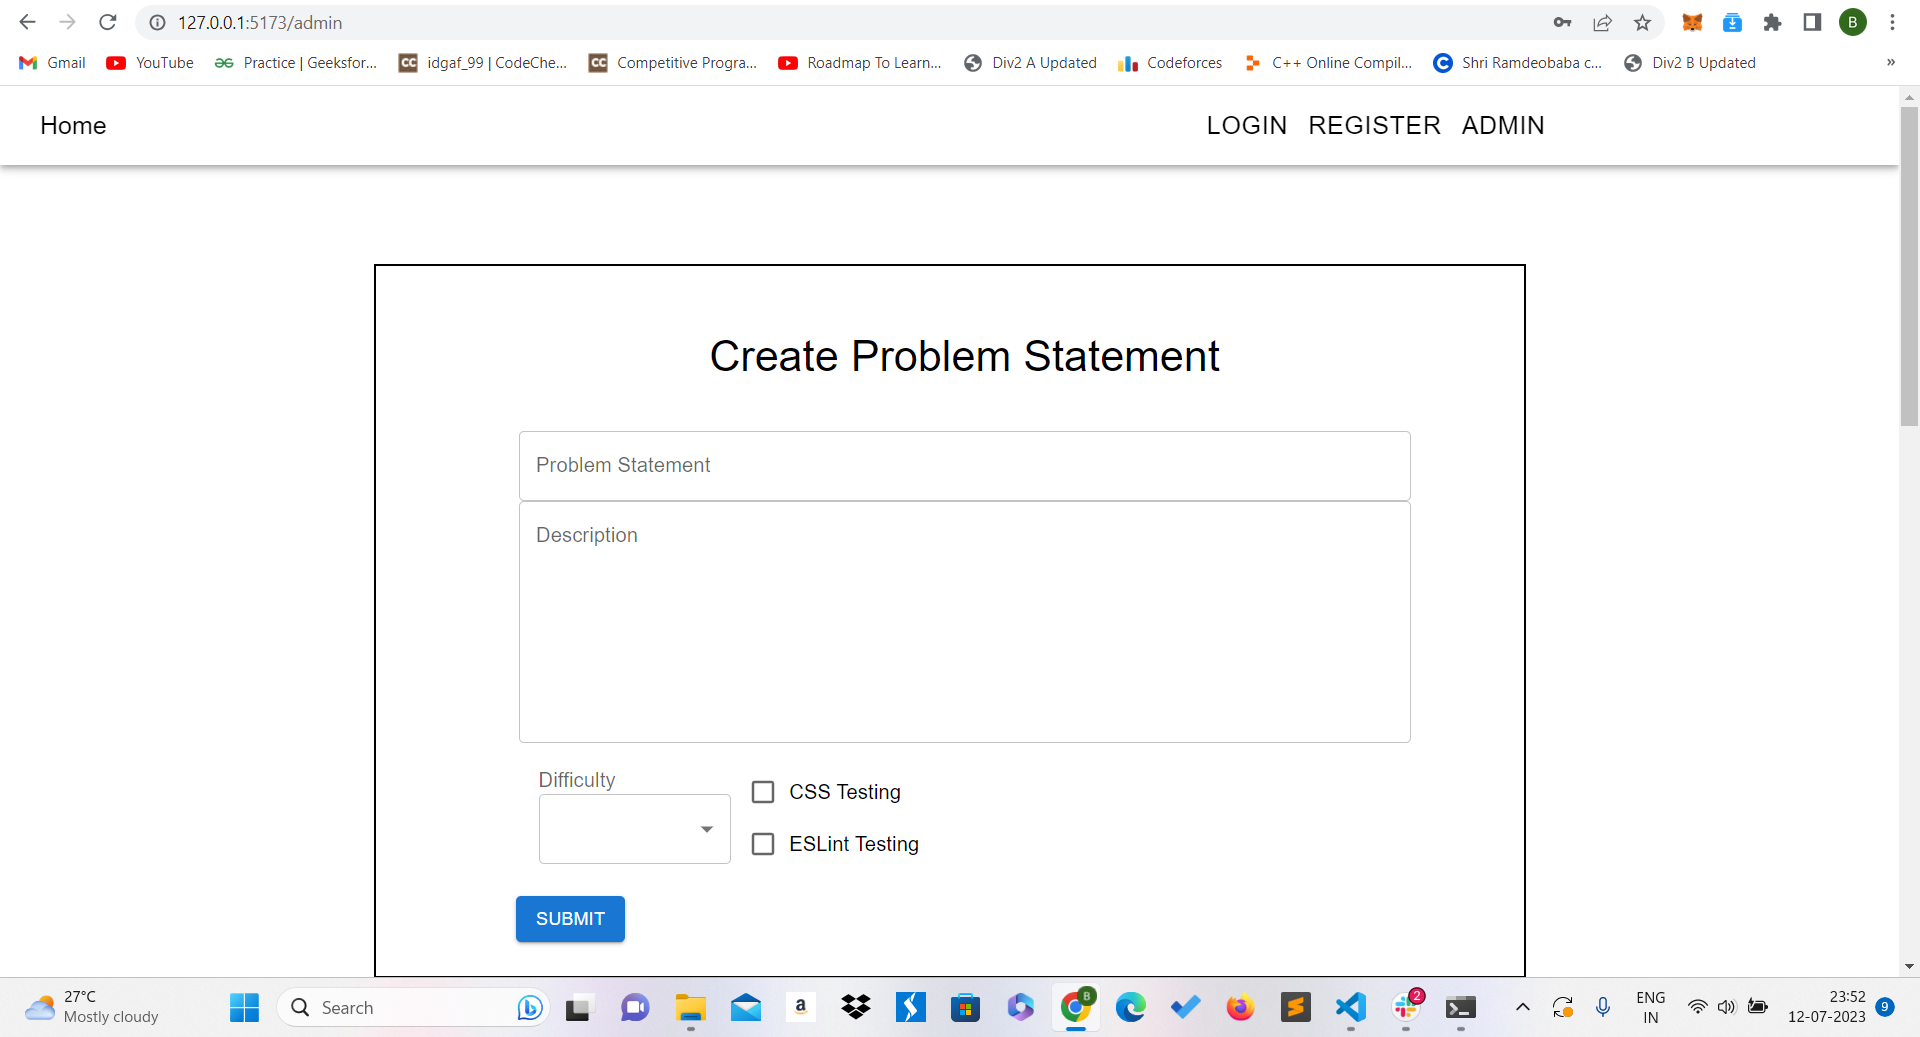 127.0.0.1:5173/admin
B
Gmail YouTube Practice | Geeksfor... CC idgaf_99 | CodeChe... CC Competitive Progra... Roadmap To Learn... Div2 A Updated Codeforces C++ Online Compil... C Shri Ramdeobaba c... Div2 B Updated »
Home LOGIN REGISTER ADMIN
Create Problem Statement
Problem Statement
Description
Difficulty
CSS Testing
ESLint Testing
SUBMIT
27°C
Mostly cloudy
Search
a
B
2
ENG
IN
23:52
12-07-2023
9